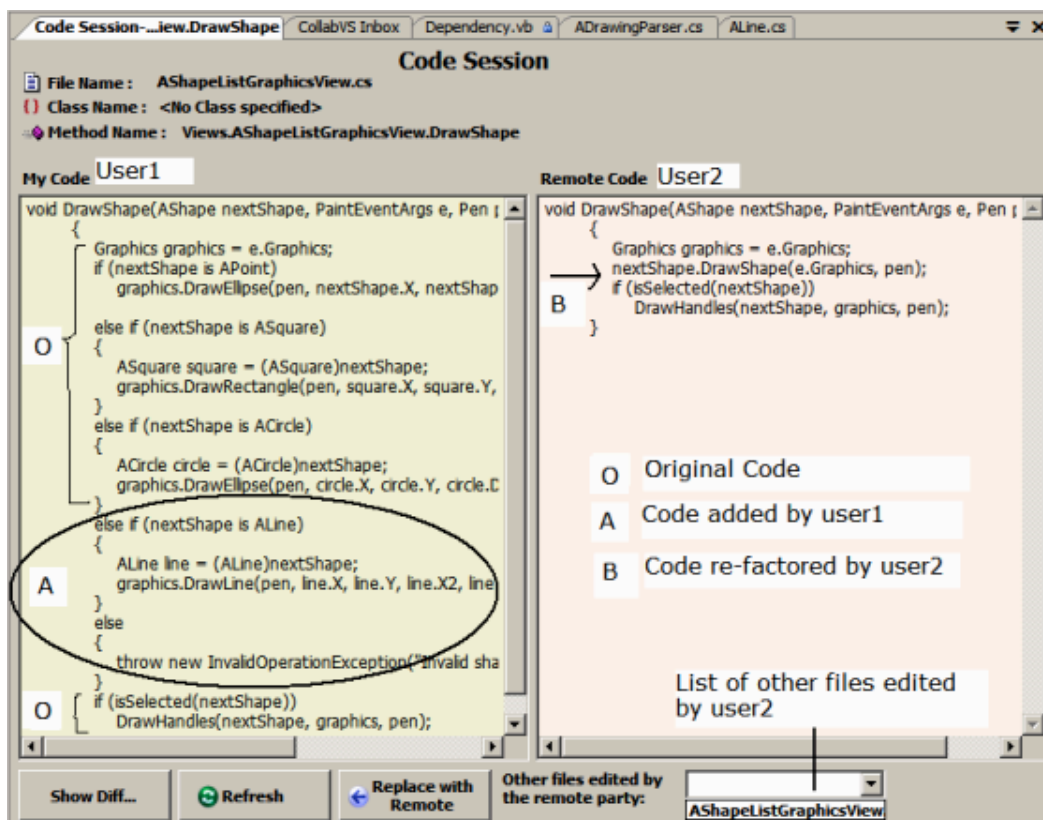 Code Session-...iew.DrawShape CollabVS Inbox Dependency.vb ADrawingParser.cs ALine.cs
Code Session
File Name : AShapeListGraphicsView.cs
{} Class Name : <No Class specified>
Method Name : Views.AShapeListGraphicsView.DrawShape
My Code User1
void DrawShape(AShape nextShape, PaintEventArgs e, Pen p
{
Graphics graphics = e.Graphics;
if (nextShape is APoint)
graphics.DrawEllipse(pen, nextShape.X, nextShap
else if (nextShape is ASquare)
O
{
ASquare square = (ASquare)nextShape;
graphics.DrawRectangle(pen, square.X, square.Y,
}
else if (nextShape is ACircle)
{
ACircle circle = (ACircle)nextShape;
graphics.DrawEllipse(pen, circle.X, circle.Y, circle.D
}
else if (nextShape is ALine)
{
ALine line = (ALine)nextShape;
A
graphics.DrawLine(pen, line.X, line.Y, line.X2, line
}
else
{
throw new InvalidOperationException("Invalid sha
}
O
if (isSelected(nextShape))
DrawHandles(nextShape, graphics, pen);
Remote Code User2
void DrawShape(AShape nextShape, PaintEventArgs e, Pen p
{
Graphics graphics = e.Graphics;
nextShape.DrawShape(e.Graphics, pen);
B
if (isSelected(nextShape))
DrawHandles(nextShape, graphics, pen);
}
O Original Code
A Code added by user1
B Code re-factored by user2
List of other files edited
by user2
Show Diff...
Refresh
Replace with
Remote
Other files edited by
the remote party:
AShapeListGraphicsView